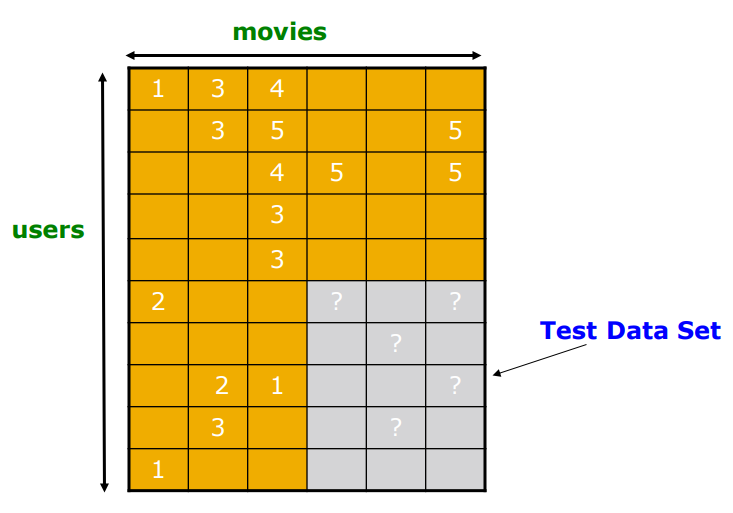 movies
1 3 4
3 5 5
4 5 5
users
3
3
2 ? ?
Test Data Set
?
2 1 ?
3 ?
1